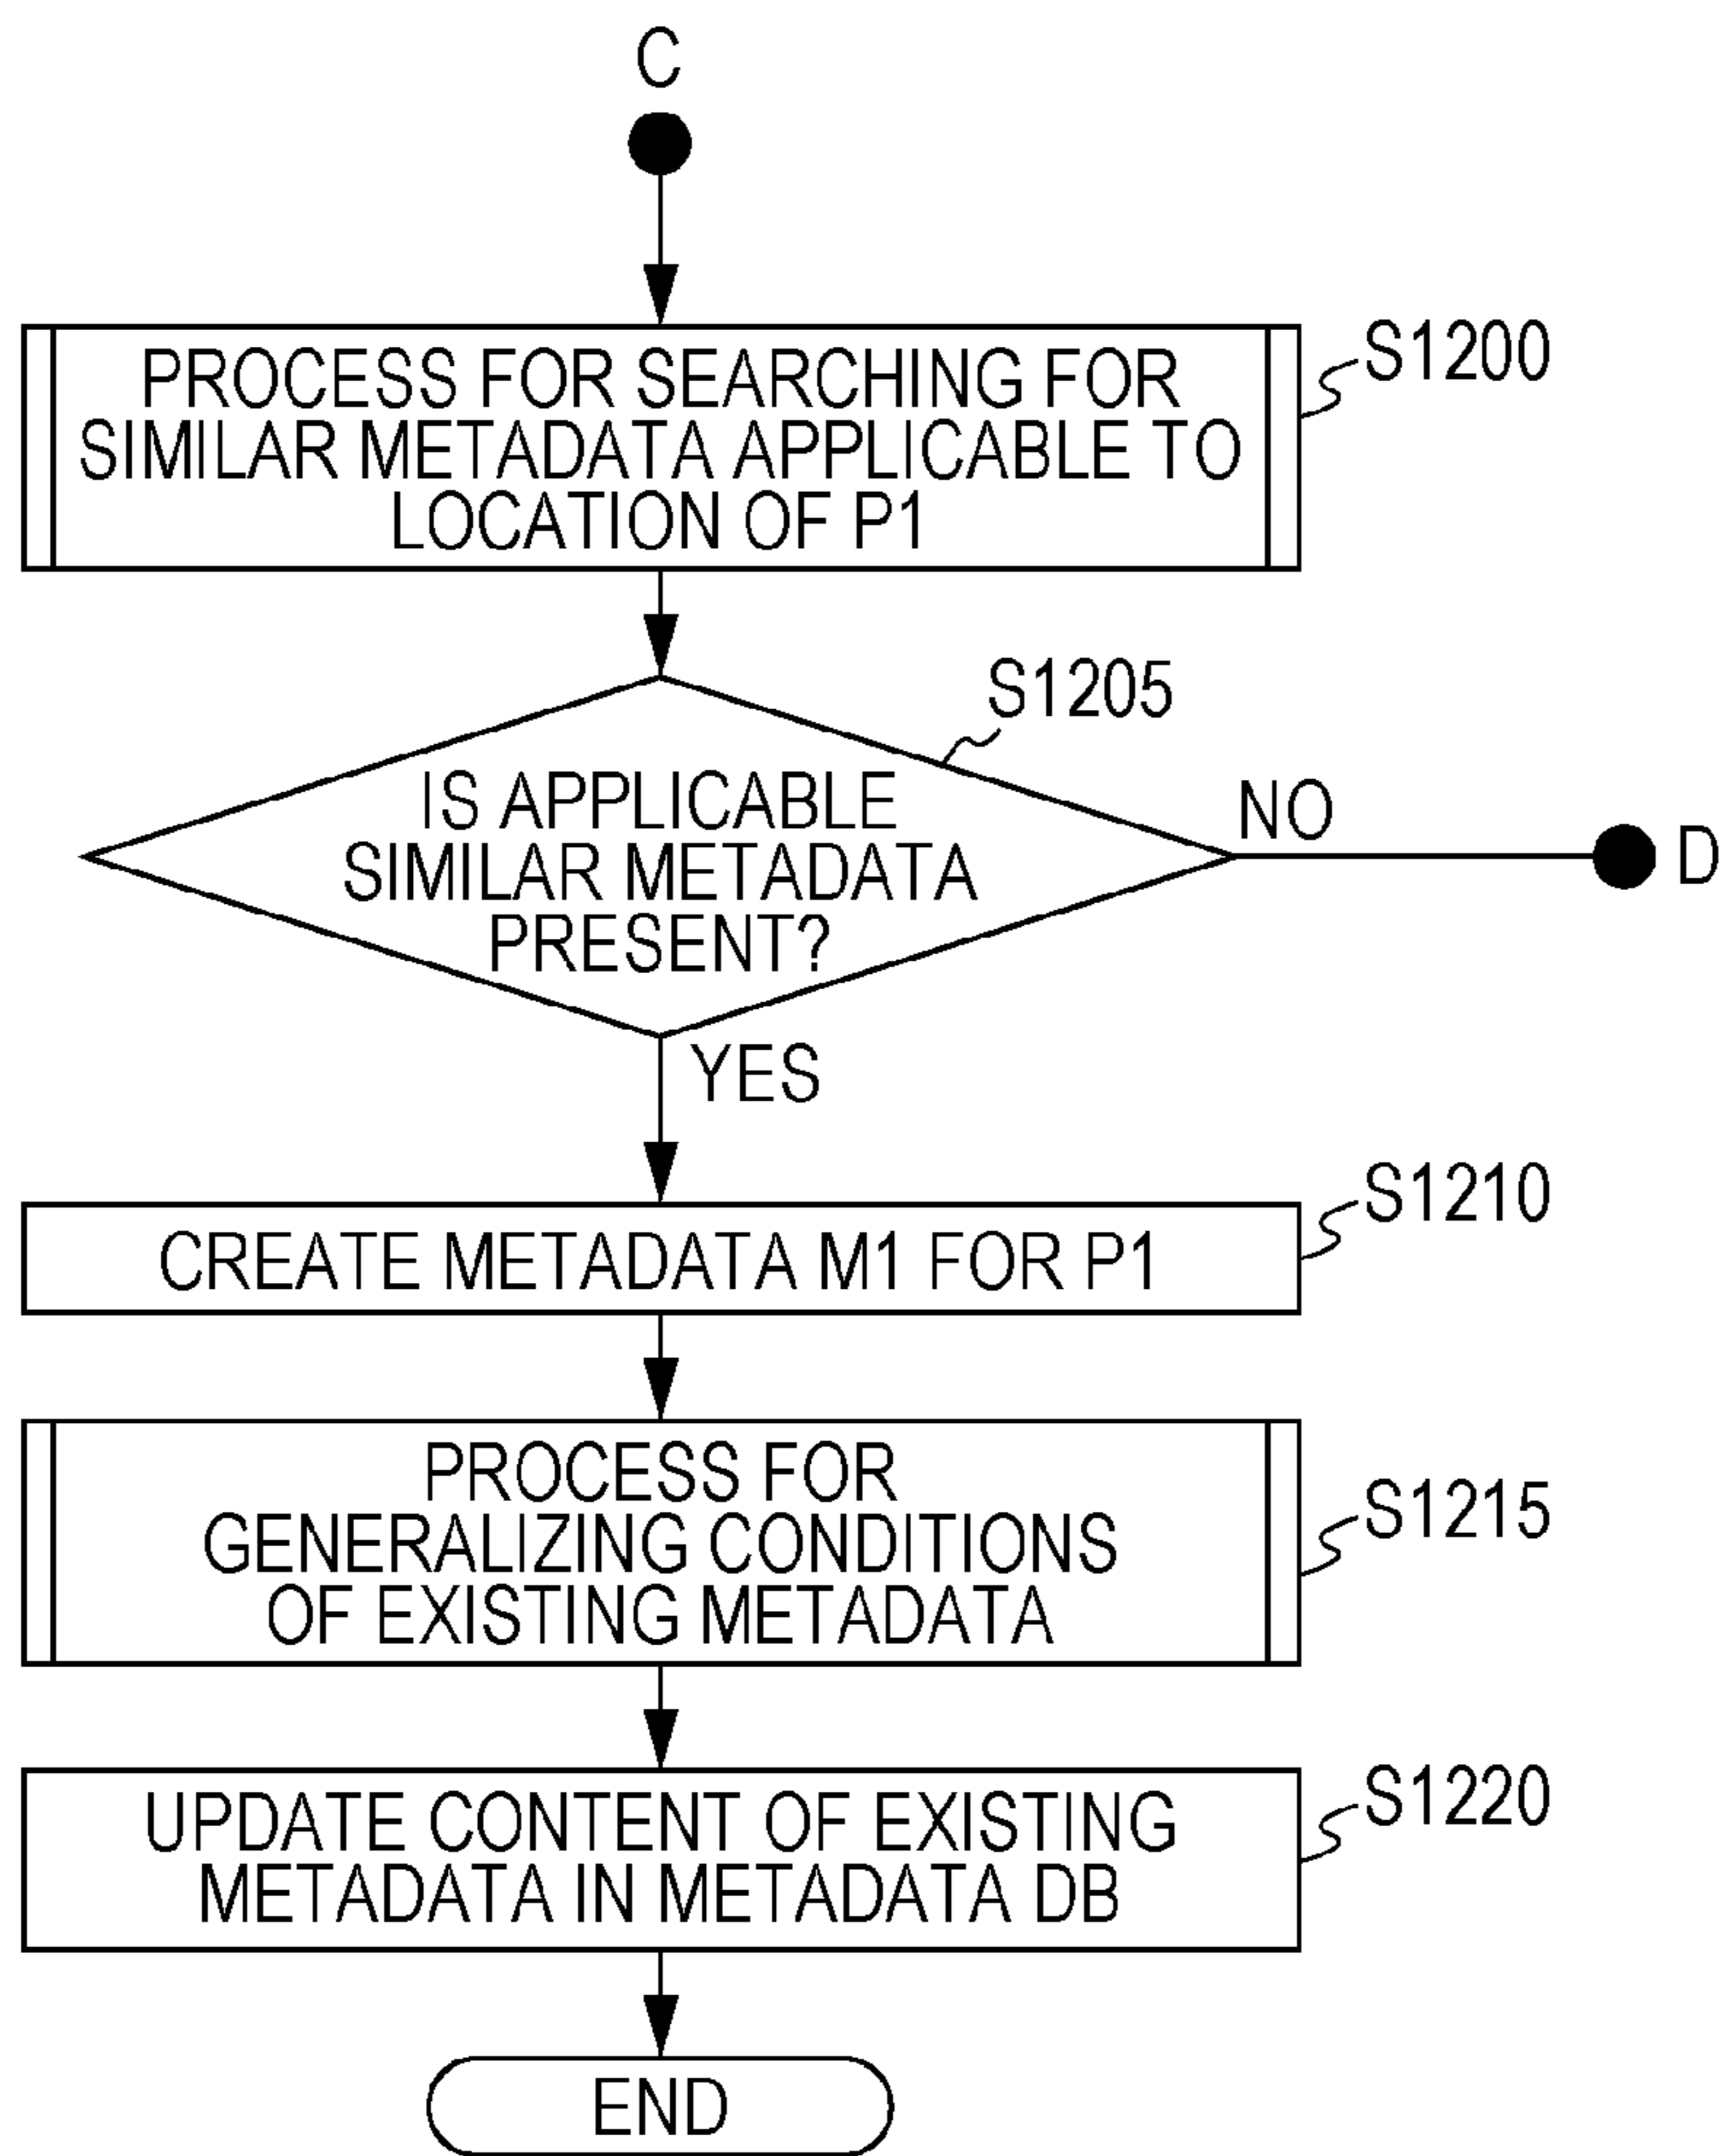 C
PROCESS FOR SEARCHING FOR
SIMILAR METADATA APPLICABLE TO
LOCATION OF P1
S1200
S1205
IS APPLICABLE
SIMILAR METADATA
PRESENT?
NO
D
YES
CREATE METADATA M1 FOR P1
S1210
PROCESS FOR
GENERALIZING CONDITIONS
OF EXISTING METADATA
S1215
UPDATE CONTENT OF EXISTING
METADATA IN METADATA DB
S1220
END